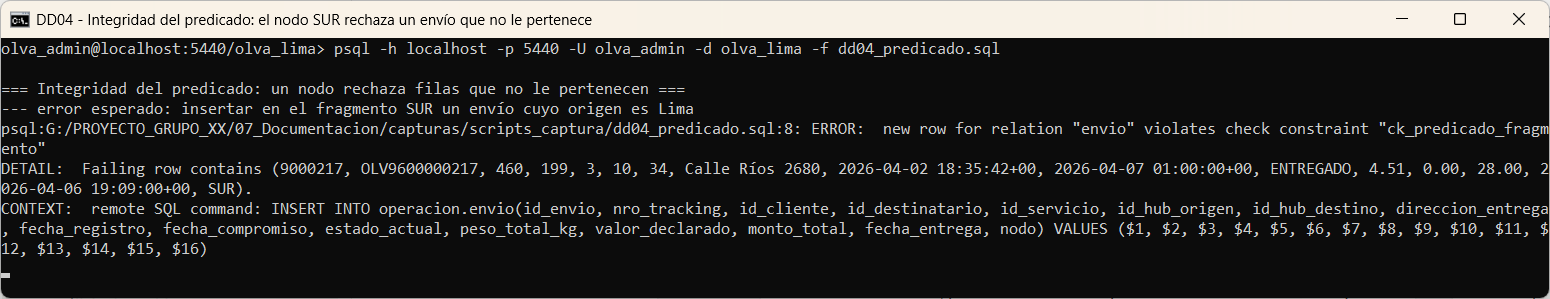 DD04 - Integridad del predicado: el nodo SUR rechaza un envío que no le pertenece
olva_admin@localhost:5440/olva_lima> psql -h localhost -p 5440 -U olva_admin -d olva_lima -f dd04_predicado.sql
=== Integridad del predicado: un nodo rechaza filas que no le pertenecen ===
--- error esperado: insertar en el fragmento SUR un envío cuyo origen es Lima
psql:G:/PROYECTO_GRUPO_XX/07_Documentacion/capturas/scripts_captura/dd04_predicado.sql:8: ERROR:  new row for relation "envio" violates check constraint "ck_predicado_fragm
ento"
DETAIL:  Failing row contains (9000217, OLV9600000217, 460, 199, 3, 10, 34, Calle Ríos 2680, 2026-04-02 18:35:42+00, 2026-04-07 01:00:00+00, ENTREGADO, 4.51, 0.00, 28.00, 2
026-04-06 19:09:00+00, SUR).
CONTEXT:  remote SQL command: INSERT INTO operacion.envio(id_envio, nro_tracking, id_cliente, id_destinatario, id_servicio, id_hub_origen, id_hub_destino, direccion_entrega
, fecha_registro, fecha_compromiso, estado_actual, peso_total_kg, valor_declarado, monto_total, fecha_entrega, nodo) VALUES ($1, $2, $3, $4, $5, $6, $7, $8, $9, $10, $11, $
12, $13, $14, $15, $16)